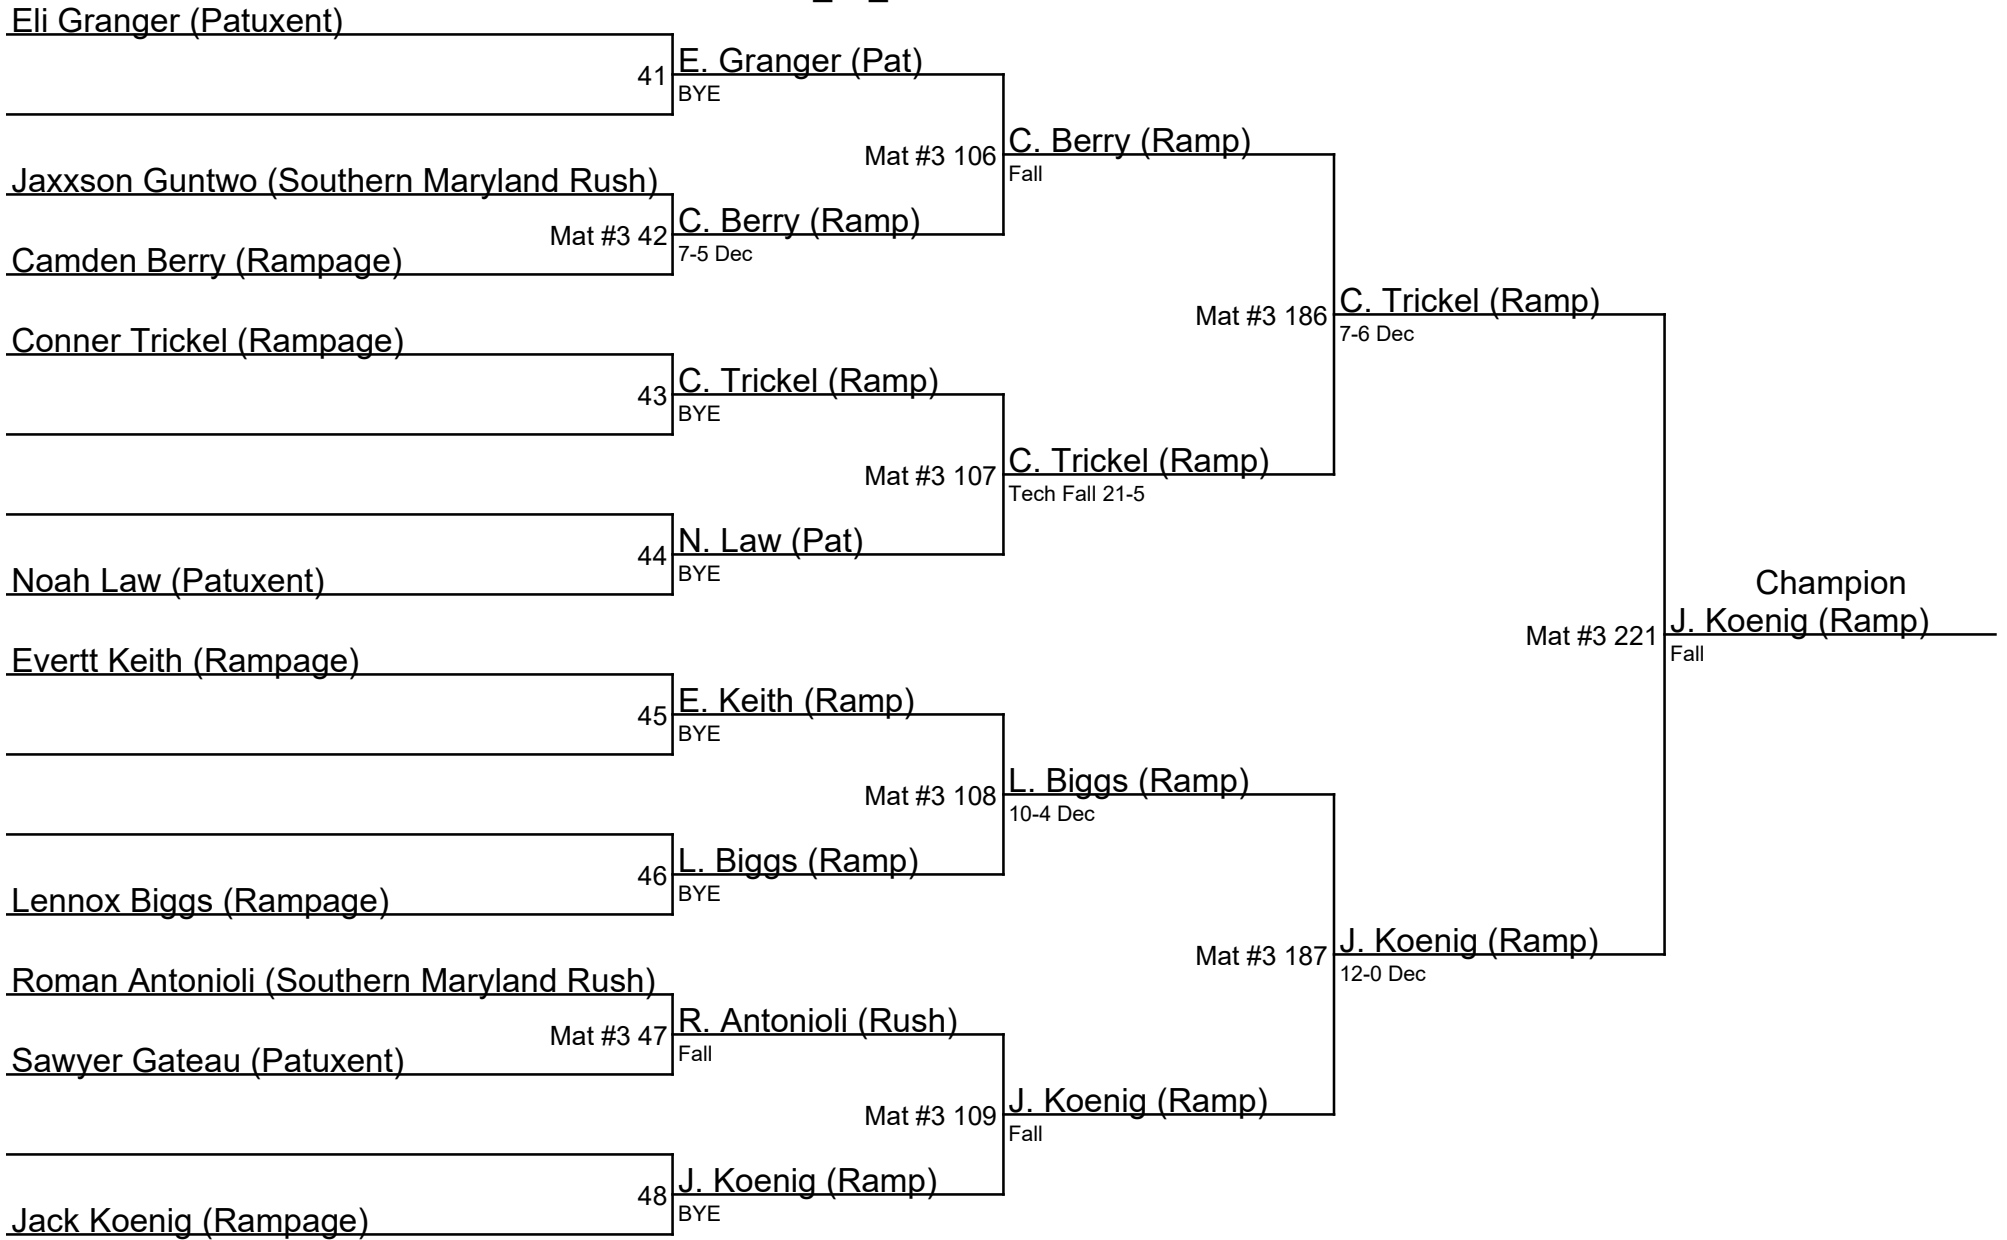 Eli Granger (Patuxent)
E. Granger (Pat)
41
BYE
C. Berry (Ramp)
Mat #3 106
Fall
Jaxxson Guntwo (Southern Maryland Rush)
C. Berry (Ramp)
Mat #3 42
7-5 Dec
Camden Berry (Rampage)
C. Trickel (Ramp)
Mat #3 186
7-6 Dec
Conner Trickel (Rampage)
C. Trickel (Ramp)
43
BYE
C. Trickel (Ramp)
Mat #3 107
Tech Fall 21-5
N. Law (Pat)
44
BYE
Noah Law (Patuxent)
Champion
J. Koenig (Ramp)
Mat #3 221
Fall
Evertt Keith (Rampage)
E. Keith (Ramp)
45
BYE
L. Biggs (Ramp)
Mat #3 108
10-4 Dec
L. Biggs (Ramp)
46
BYE
Lennox Biggs (Rampage)
J. Koenig (Ramp)
Mat #3 187
12-0 Dec
Roman Antonioli (Southern Maryland Rush)
R. Antonioli (Rush)
Mat #3 47
Fall
Sawyer Gateau (Patuxent)
J. Koenig (Ramp)
Mat #3 109
Fall
J. Koenig (Ramp)
48
BYE
Jack Koenig (Rampage)